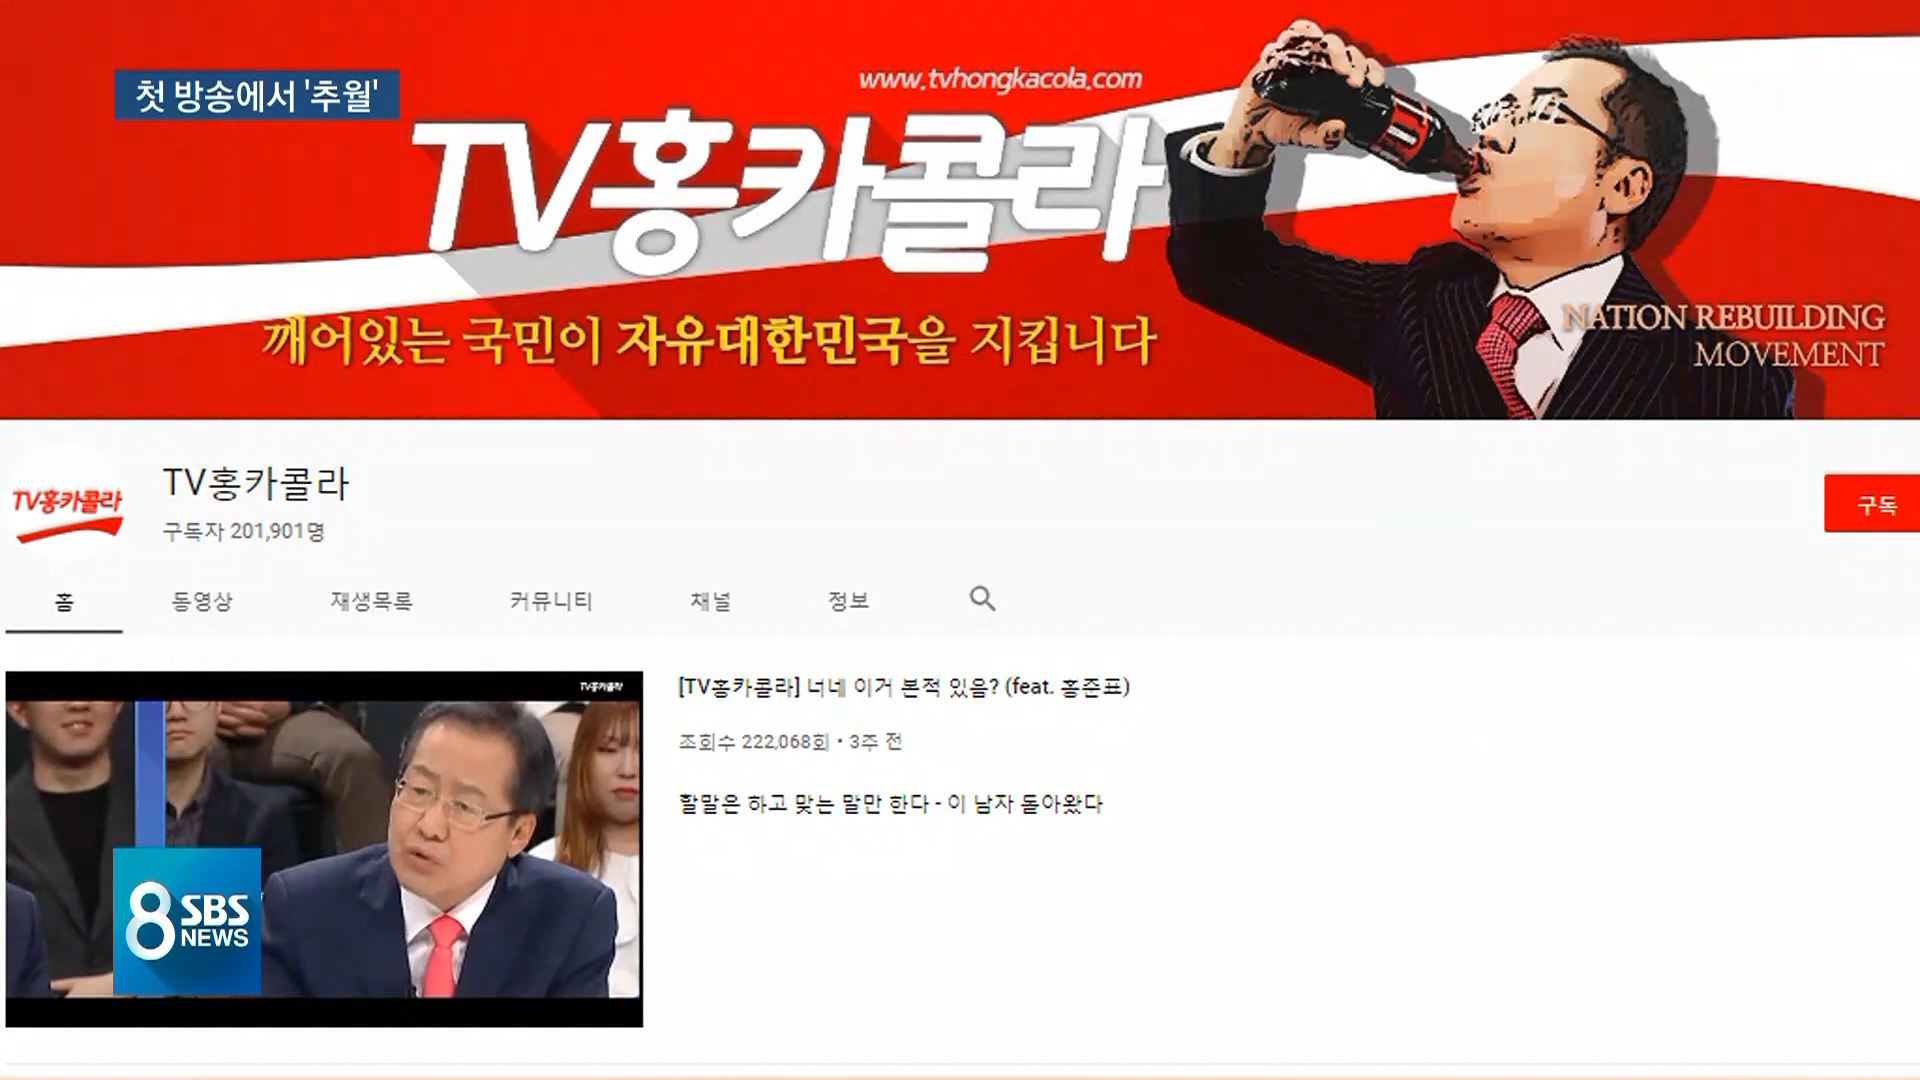 www.tvhongkacola.com
첫 방송에서 '추월'
TV홍카콜라
깨어있는 국민이 자유대한민국을 지킵니다
NATION REBUILDING
MOVEMENT
TV홍카콜라
TV홍카콜라
구독자 201,901명
구독
홈 동영상 재생목록 커뮤니티 채널 정보
TV홍카콜라
[TV홍카콜라] 너네 이거 본적 있음? (feat. 홍준표)
조회수 222,068회 • 3주 전
할말은 하고 맞는 말만 한다 - 이 남자 돌아왔다
8 SBS
NEWS